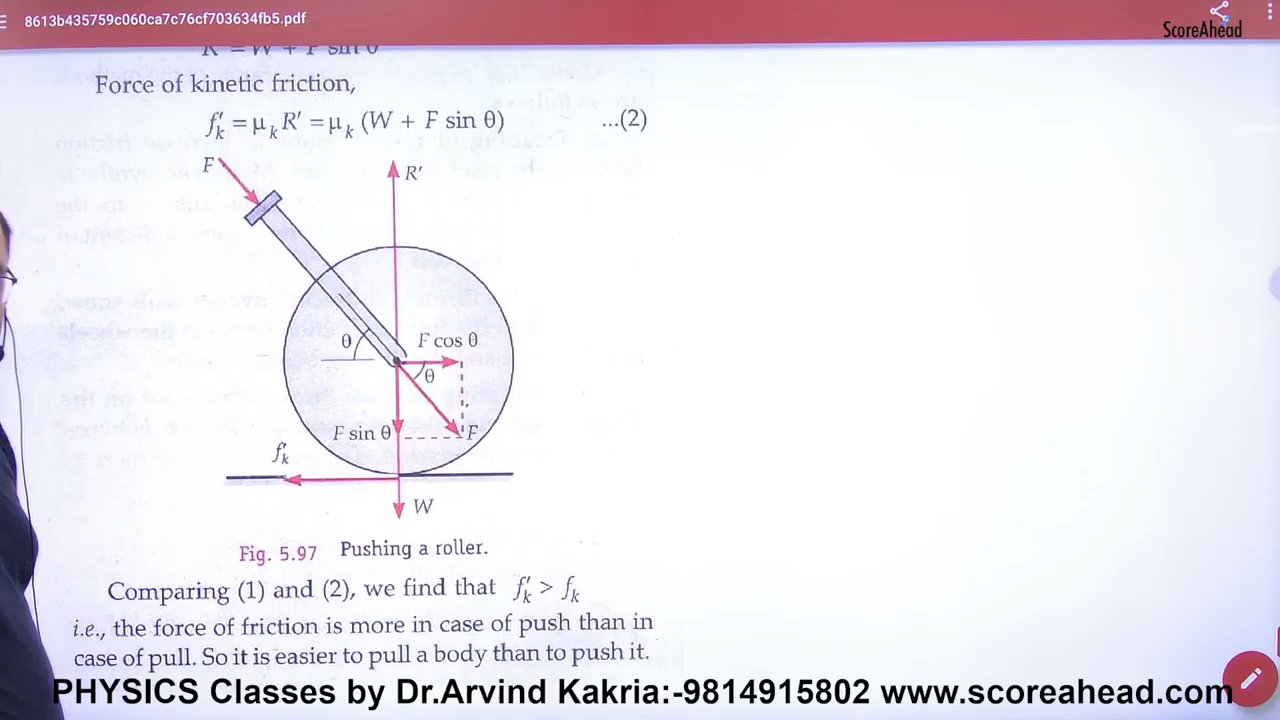 8613b435759c060ca7c76cf703634fb5.pdf
ScoreAhead
Force of kinetic friction,
f′k = μk R′ = μk (W + F sin θ) ...(2)
F
R′
θ
F cos θ
θ
F sin θ
F
f′k
W
Fig. 5.97 Pushing a roller.
Comparing (1) and (2), we find that f′k > fk
i.e., the force of friction is more in case of push than in
case of pull. So it is easier to pull a body than to push it.
PHYSICS Classes by Dr.Arvind Kakria:-9814915802 www.scoreahead.com